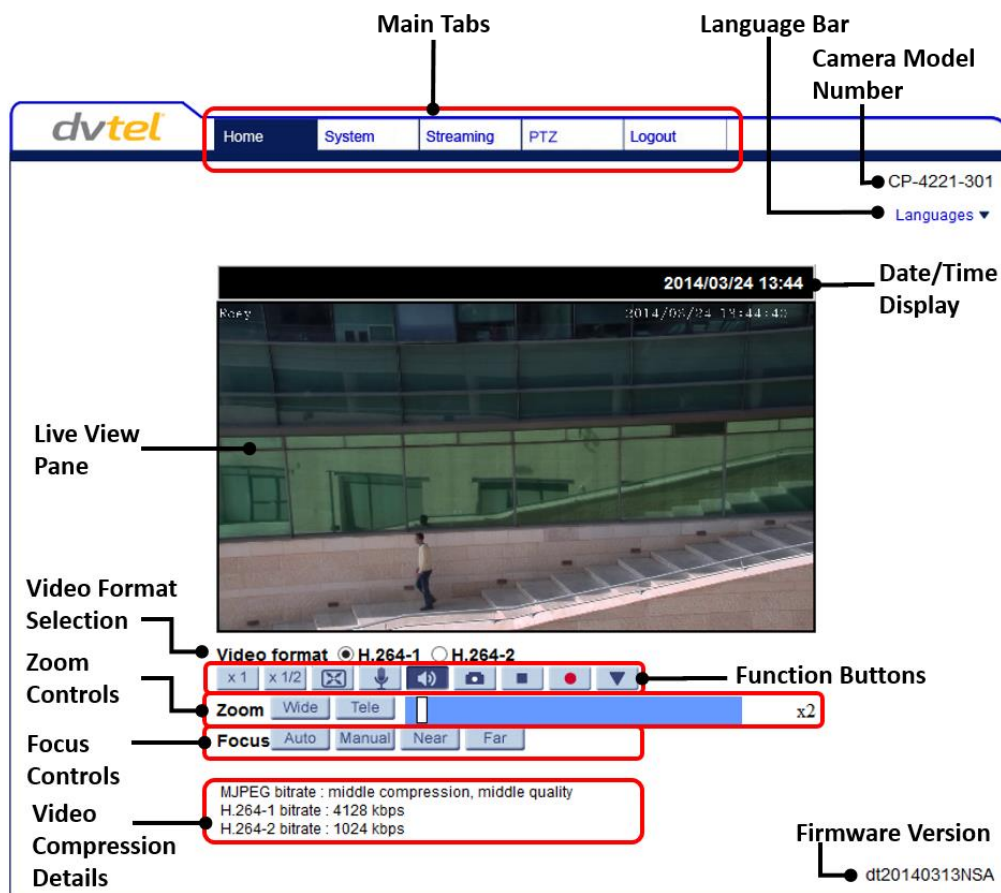 Main Tabs
Language Bar
Camera Model
Number
dvtel
Home System Streaming PTZ Logout
CP-4221-301
Languages ▼
2014/03/24 13:44
Date/Time
Display
Roey 2014/03/24 13:44:40
Live View
Pane
Video Format
Selection
Video format H.264-1 H.264-2
Zoom
Controls
x 1 x 1/2
Function Buttons
Zoom Wide Tele x2
Focus
Controls
Focus Auto Manual Near Far
Video
Compression
Details
MJPEG bitrate : middle compression, middle quality
H.264-1 bitrate : 4128 kbps
H.264-2 bitrate : 1024 kbps
Firmware Version
dt20140313NSA